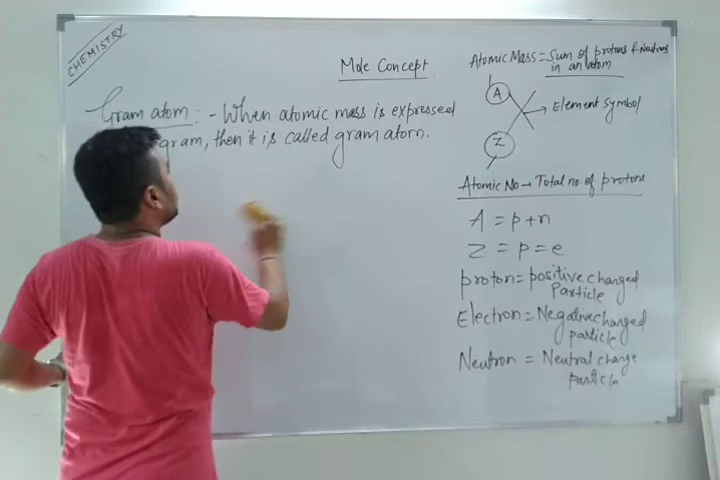 CHEMISTRY
Mole Concept
Gram atom :- When atomic mass is expressed
gram, then it is called gram atom.
Atomic Mass = Sum of protons & Neutrons
in an atom
A
Element symbol
Z
Atomic No → Total no. of protons
A = p+n
Z = p = e
proton = positive charged
Particle
Electron = Negative charged
particle
Neutron = Neutral charge
particle